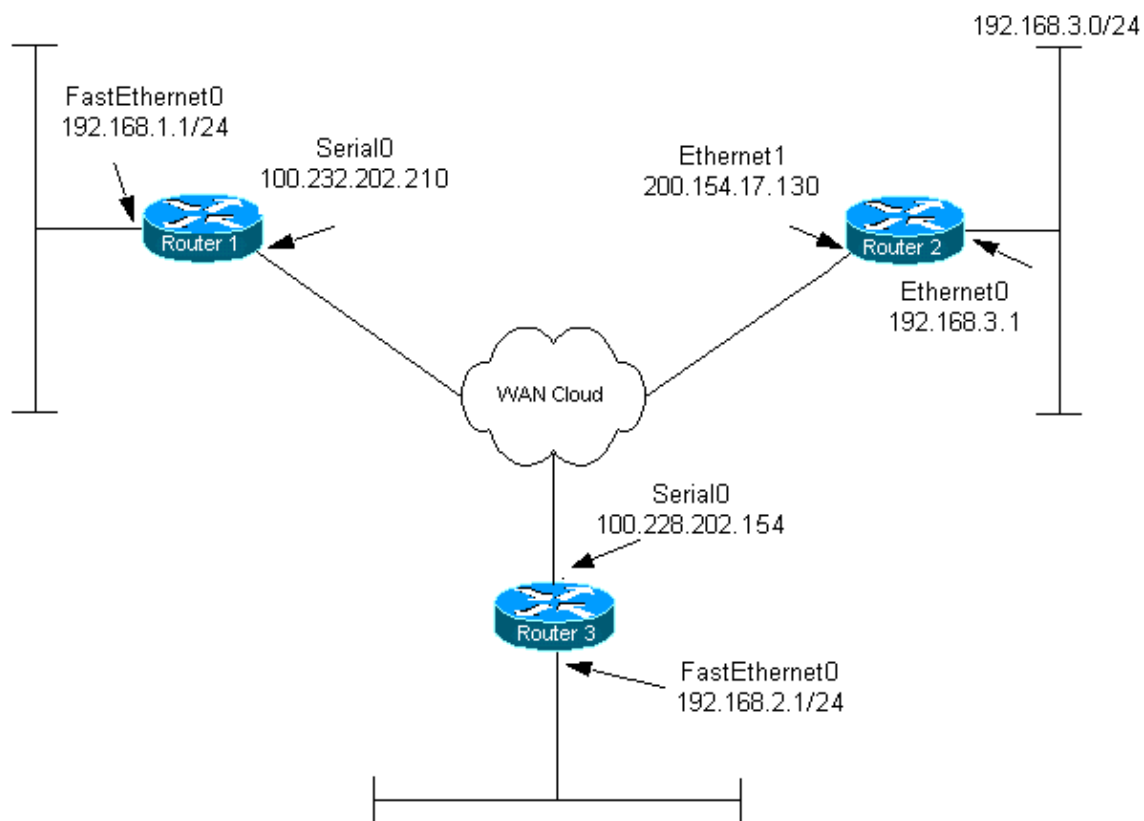 192.168.3.0/24
FastEthernet0
192.168.1.1/24
Serial0
100.232.202.210
Router 1
Ethernet1
200.154.17.130
Router 2
Ethernet0
192.168.3.1
WAN Cloud
Serial0
100.228.202.154
Router 3
FastEthernet0
192.168.2.1/24